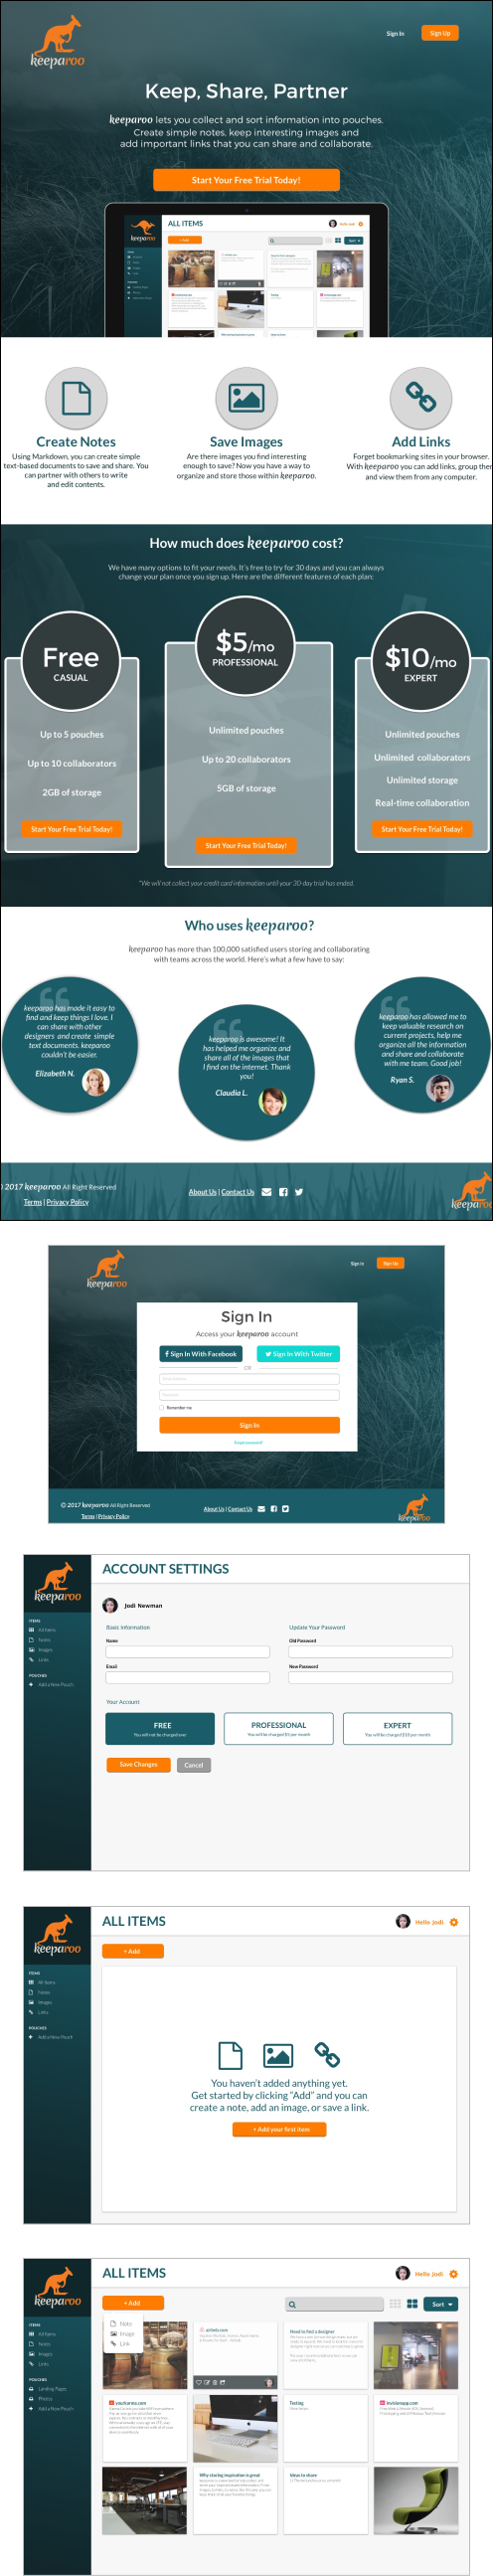 keeparoo
Sign In
Sign Up
Keep, Share, Partner
keeparoo lets you collect and sort information into pouches.
Create simple notes, keep interesting images and
add important links that you can share and collaborate.
Start Your Free Trial Today!
keeparoo
ALL ITEMS
Hello Jodi
+ Add
Sort
Create Notes
Using Markdown, you can create simple
text-based documents to save and share. You
can partner with others to write
and edit contents.
Save Images
Are there images you find interesting
enough to save? Now you have a way to
organize and store those within keeparoo.
Add Links
Forget bookmarking sites in your browser.
With keeparoo you can add links, group them
and view them from any computer.
How much does keeparoo cost?
We have many options to fit your needs. It's free to try for 30 days and you can always
change your plan once you sign up. Here are the different features of each plan:
Free
CASUAL
Up to 5 pouches
Up to 10 collaborators
2GB of storage
Start Your Free Trial Today!
$5/mo
PROFESSIONAL
Unlimited pouches
Up to 20 collaborators
5GB of storage
Start Your Free Trial Today!
$10/mo
EXPERT
Unlimited pouches
Unlimited collaborators
Unlimited storage
Real-time collaboration
Start Your Free Trial Today!
*We will not collect your credit card information until your 30-day trial has ended.
Who uses keeparoo?
keeparoo has more than 100,000 satisfied users storing and collaborating
with teams across the world. Here's what a few have to say:
keeparoo has made it easy to
find and keep things I love. I
can share with other
designers and create simple
text documents. keeparoo
couldn't be easier.
Elizabeth N.
keeparoo is awesome! It
has helped me organize and
share all of the images that
I find on the internet. Thank
you!
Claudia L.
keeparoo has allowed me to
keep valuable research on
current projects, help me
organize all the information
and share and collaborate
with me team. Good job!
Ryan S.
2017 keeparoo All Right Reserved
Terms | Privacy Policy
About Us | Contact Us
keeparoo
keeparoo
Sign In
Sign Up
Sign In
Access your keeparoo account
Sign In With Facebook
Sign In With Twitter
OR
Email Address
Password
Remember me
Sign In
Forgot password?
© 2017 keeparoo All Right Reserved
Terms | Privacy Policy
About Us | Contact Us
keeparoo
keeparoo
ITEMS
All Items
Notes
Images
Links
POUCHES
Add a New Pouch
ACCOUNT SETTINGS
Jodi Newman
Basic Information
Name
Email
Update Your Password
Old Password
New Password
Your Account
FREE
You will not be charged ever
PROFESSIONAL
You will be charged $5 per month
EXPERT
You will be charged $10 per month
Save Changes
Cancel
keeparoo
ITEMS
All Items
Notes
Images
Links
POUCHES
Add a New Pouch
ALL ITEMS
Hello Jodi
+ Add
You haven't added anything yet.
Get started by clicking "Add" and you can
create a note, add an image, or save a link.
+ Add your first item
keeparoo
ITEMS
All Items
Notes
Images
Links
POUCHES
Landing Pages
Photos
Add a New Pouch
ALL ITEMS
Hello Jodi
+ Add
Note
Image
Link
Sort
airbnb.com
Need to find a designer
yourkarma.com
Testing
invisionapp.com
Why storing inspiration is great
Ideas to share